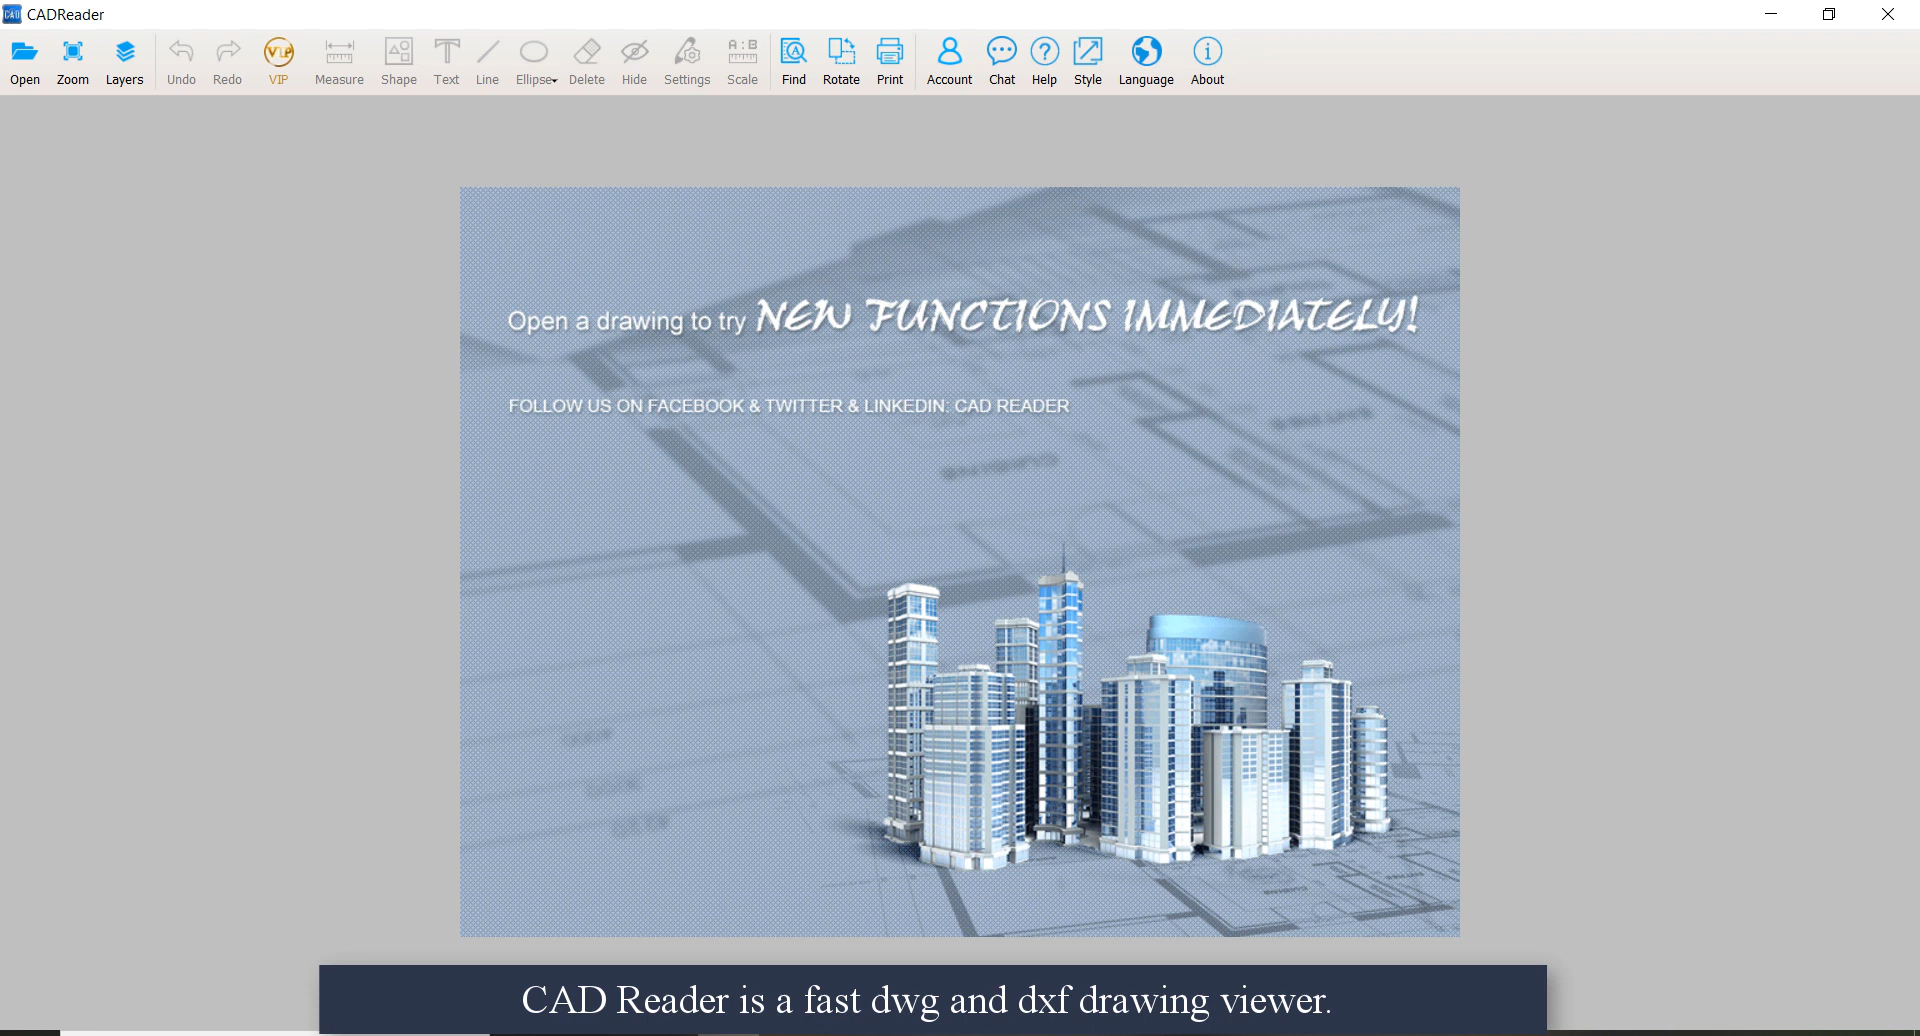 CAD CADReader
Open Zoom Layers Undo Redo VIP Measure Shape Text Line Ellipse Delete Hide Settings A:B Scale Find Rotate Print Account Chat Help Style Language About
Open a drawing to try NEW FUNCTIONS IMMEDIATELY!
FOLLOW US ON FACEBOOK & TWITTER & LINKEDIN: CAD READER
CAD Reader is a fast dwg and dxf drawing viewer.